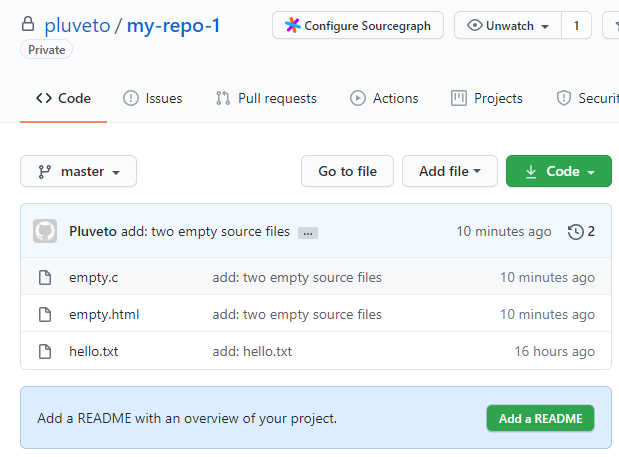 pluveto / my-repo-1 Configure Sourcegraph Unwatch 1
Private
Code Issues Pull requests Actions Projects Securi
master Go to file Add file Code
Pluveto add: two empty source files ... 10 minutes ago 2
empty.c add: two empty source files 10 minutes ago
empty.html add: two empty source files 10 minutes ago
hello.txt add: hello.txt 16 hours ago
Add a README with an overview of your project. Add a README